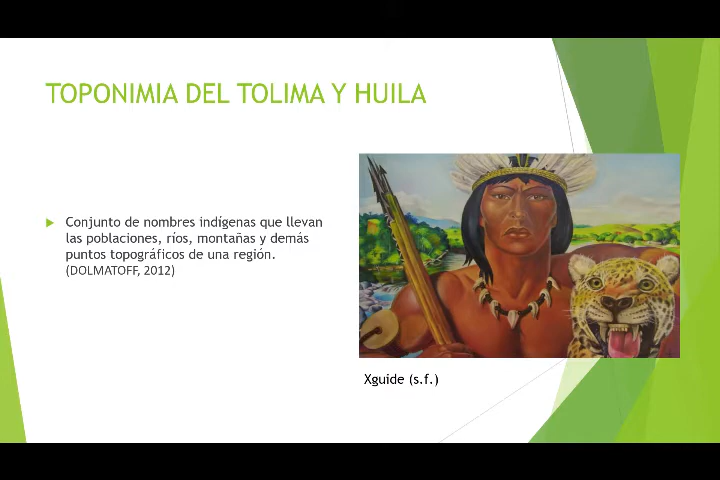 TOPONIMIA DEL TOLIMA Y HUILA
Conjunto de nombres indígenas que llevan
las poblaciones, ríos, montañas y demás
puntos topográficos de una región.
(DOLMATOFF, 2012)
Xguide (s.f.)